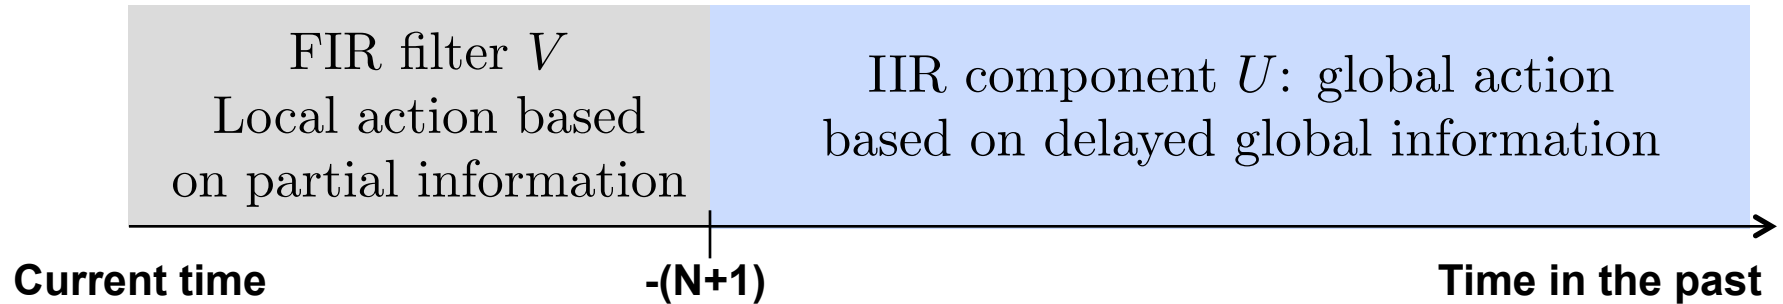 FIR filter V
Local action based
on partial information
IIR component U: global action
based on delayed global information
Current time
-(N+1)
Time in the past